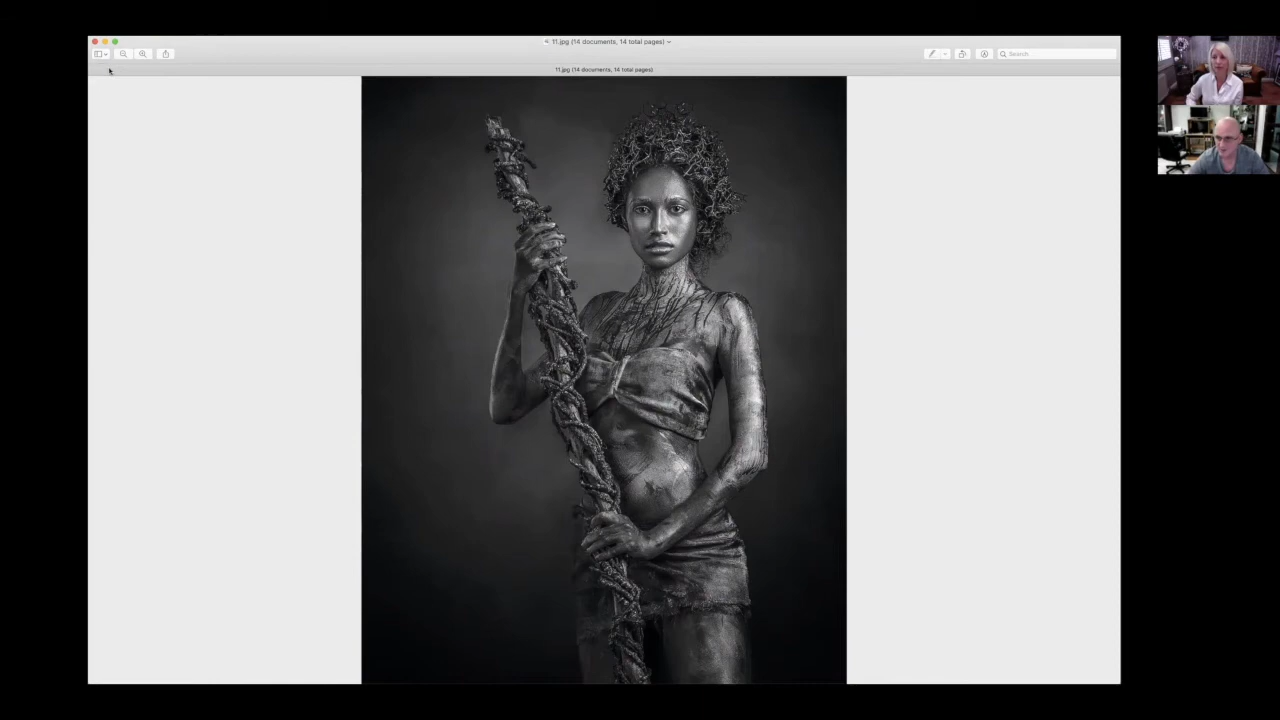 11.jpg (14 documents, 14 total pages)
Search
11.jpg (14 documents, 14 total pages)